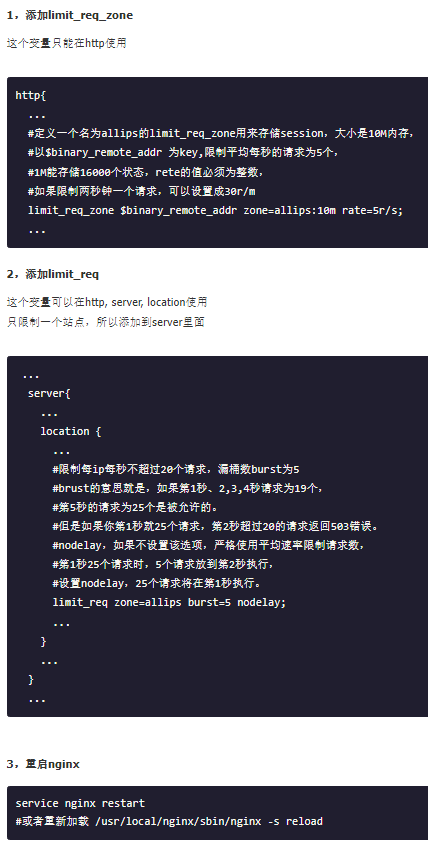 1，添加limit_req_zone
这个变量只能在http使用
http{
...
#定义一个名为allips的limit_req_zone用来存储session，大小是10M内存，
#以$binary_remote_addr 为key,限制平均每秒的请求为5个，
#1M能存储16000个状态，rete的值必须为整数，
#如果限制两秒钟一个请求，可以设置成30r/m
limit_req_zone $binary_remote_addr zone=allips:10m rate=5r/s;
...
2，添加limit_req
这个变量可以在http, server, location使用
只限制一个站点，所以添加到server里面
...
server{
...
location {
...
#限制每ip每秒不超过20个请求，漏桶数burst为5
#brust的意思就是，如果第1秒、2,3,4秒请求为19个，
#第5秒的请求为25个是被允许的。
#但是如果你第1秒就25个请求，第2秒超过20的请求返回503错误。
#nodelay，如果不设置该选项，严格使用平均速率限制请求数，
#第1秒25个请求时，5个请求放到第2秒执行，
#设置nodelay，25个请求将在第1秒执行。
limit_req zone=allips burst=5 nodelay;
...
}
...
}
...
3，重启nginx
service nginx restart
#或者重新加载 /usr/local/nginx/sbin/nginx -s reload